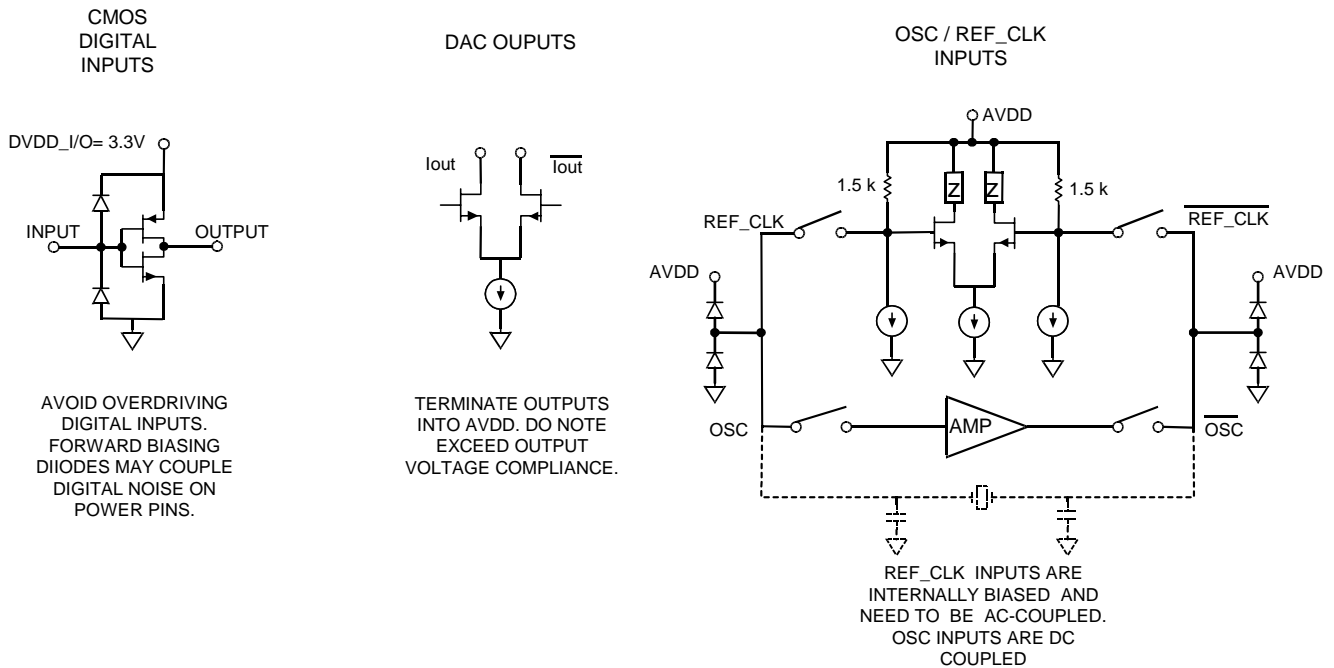 CMOS
DIGITAL
INPUTS
DVDD_I/O= 3.3V
INPUT
OUTPUT
AVOID OVERDRIVING
DIGITAL INPUTS.
FORWARD BIASING
DIIODES MAY COUPLE
DIGITAL NOISE ON
POWER PINS.
DAC OUPUTS
Iout
Iout
TERMINATE OUTPUTS
INTO AVDD. DO NOTE
EXCEED OUTPUT
VOLTAGE COMPLIANCE.
OSC / REF_CLK
INPUTS
AVDD
1.5 k
Z
Z
1.5 k
REF_CLK
REF_CLK
AVDD
AVDD
OSC
AMP
OSC
REF_CLK INPUTS ARE
INTERNALLY BIASED AND
NEED TO BE AC-COUPLED.
OSC INPUTS ARE DC
COUPLED